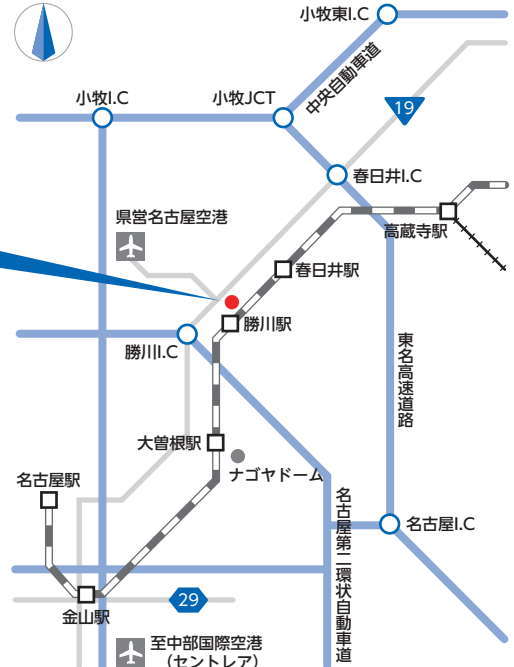 小牧東I.C
中央自動車道
小牧I.C
小牧JCT
19
春日井I.C
県営名古屋空港
高蔵寺駅
春日井駅
勝川駅
勝川I.C
東名高速道路
大曽根駅
ナゴヤドーム
名古屋駅
名古屋第二環状自動車道
名古屋I.C
29
金山駅
至中部国際空港
（セントレア）